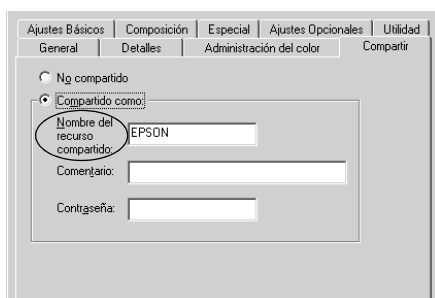 Ajustes Básicos Composición Especial Ajustes Opcionales Utilidad
General Detalles Administración del color Compartir
No compartido
Compartido como:
Nombre del
recurso
compartido:
EPSON
Comentario:
Contraseña: